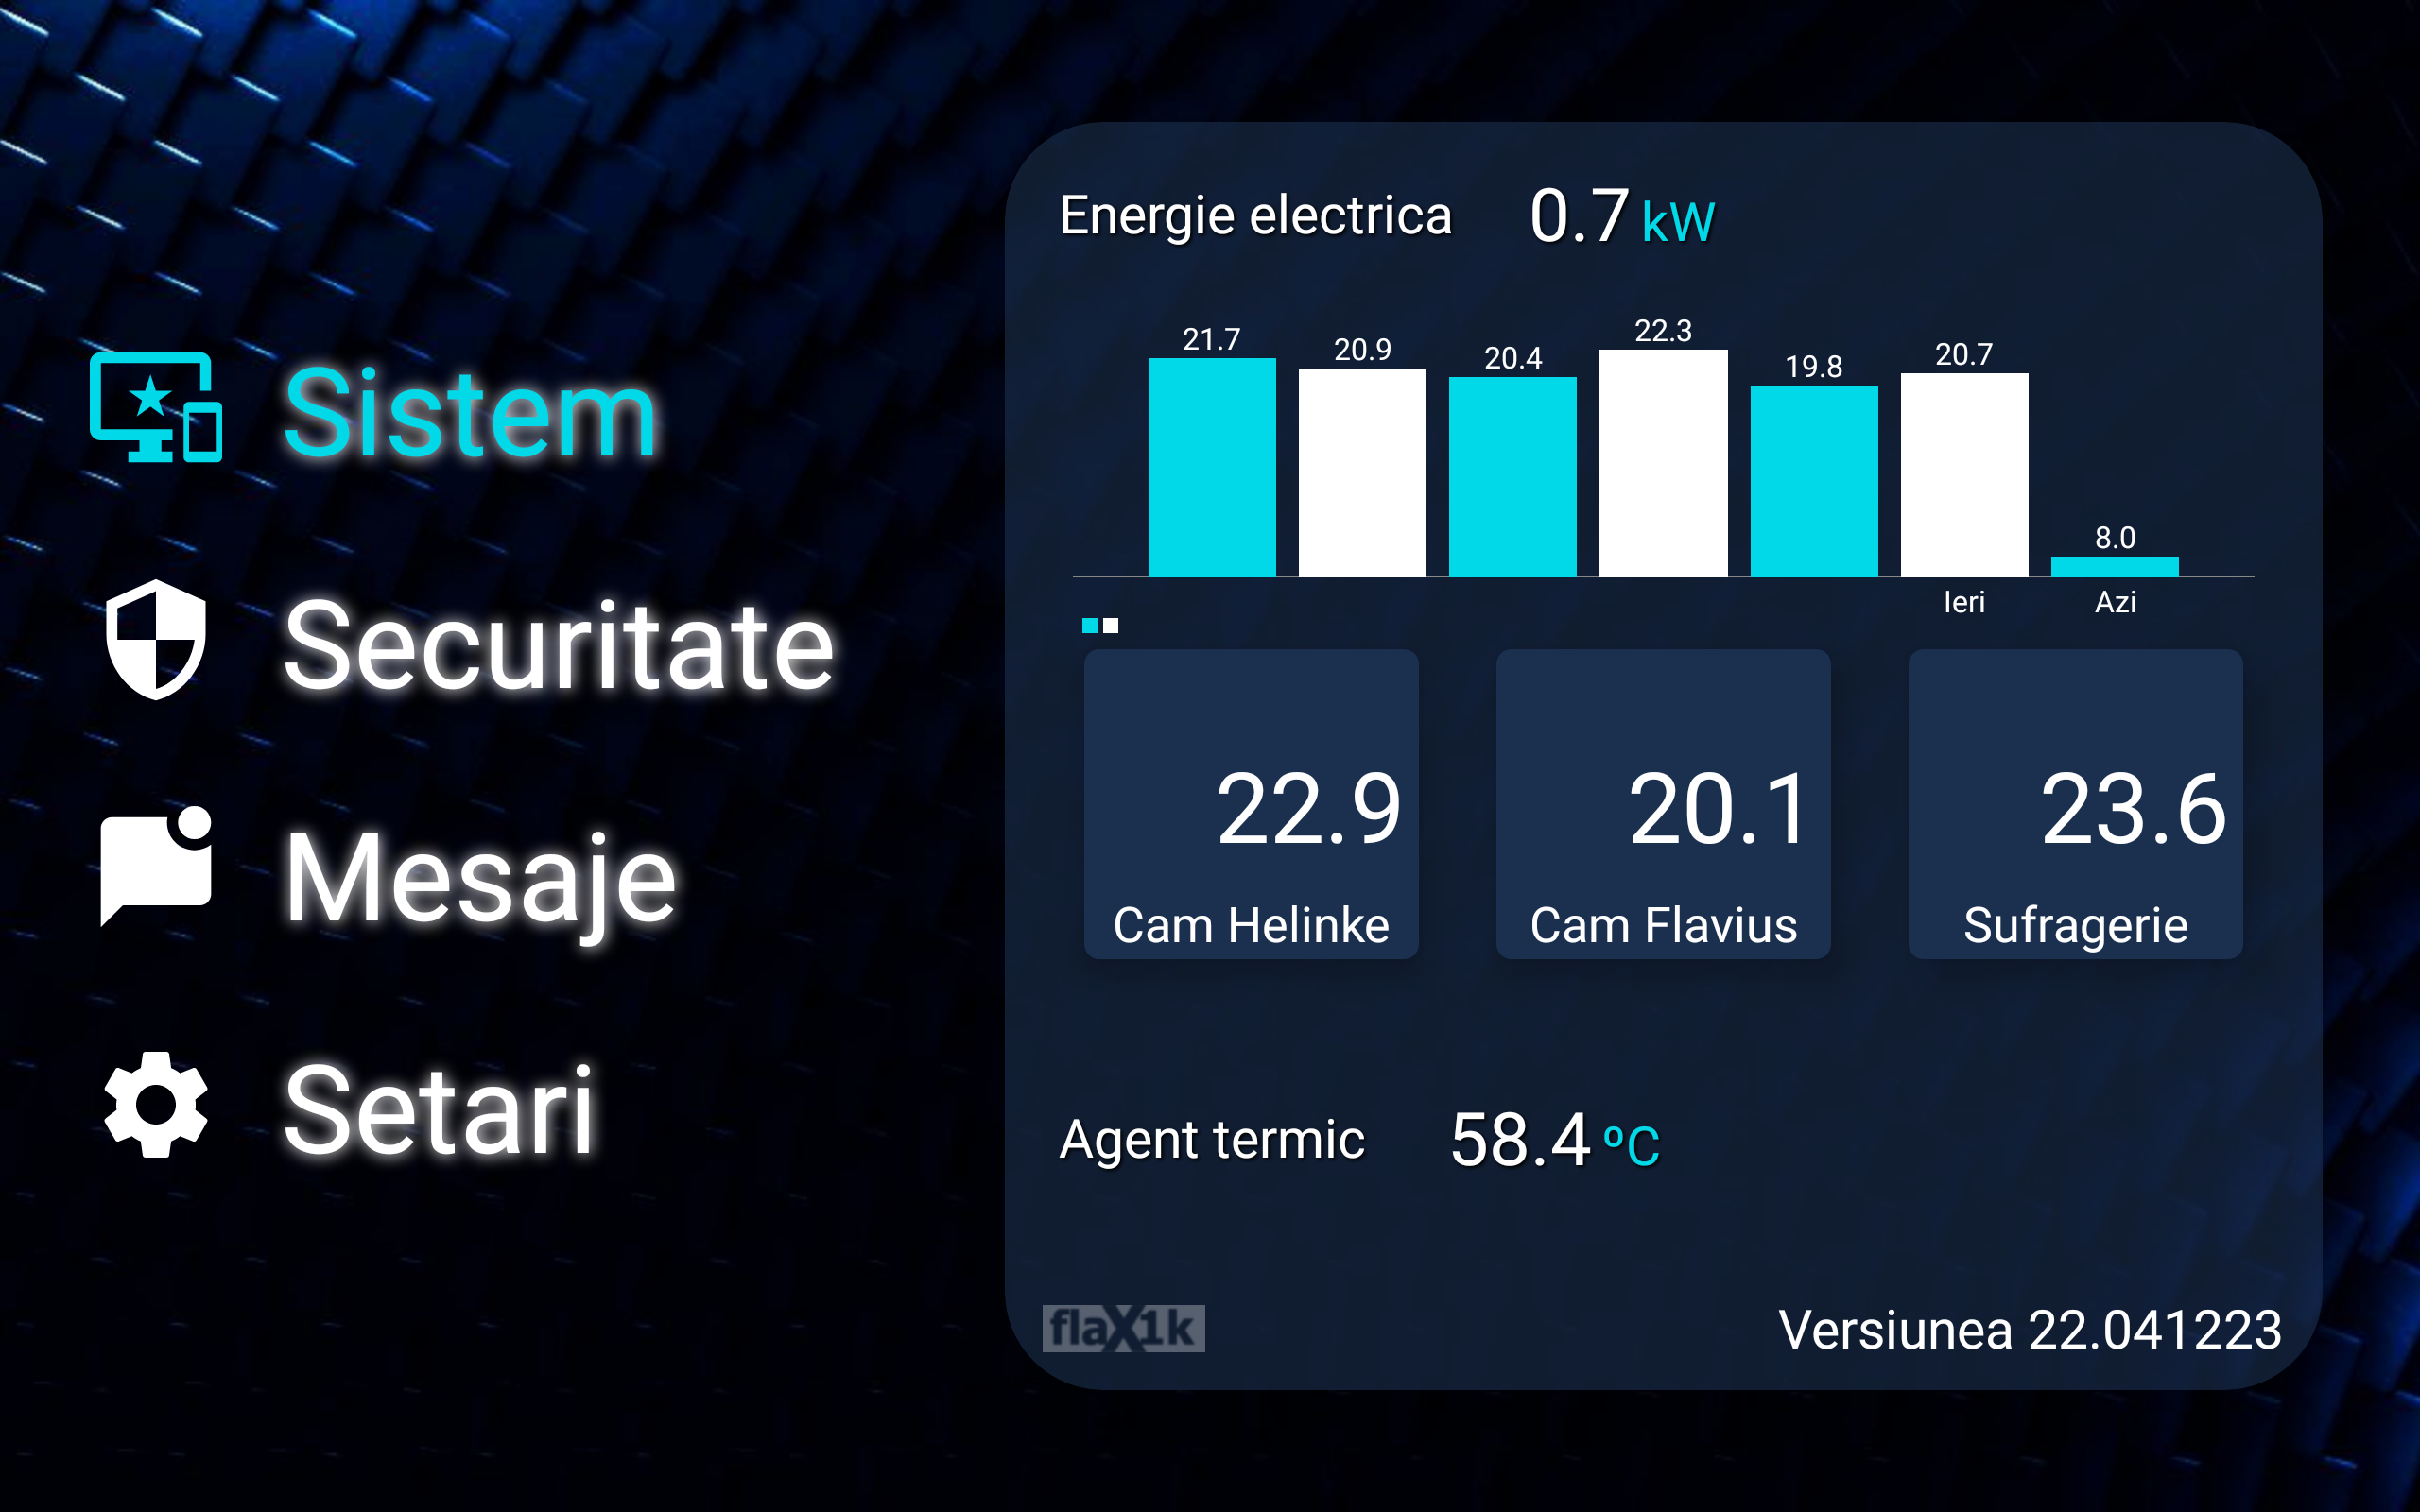 Sistem
Securitate
Mesaje
Setari
Energie electrica 0.7 kW
21.7 20.9 20.4 22.3 19.8 20.7 8.0
Ieri Azi
22.9 20.1 23.6
Cam Helinke Cam Flavius Sufragerie
Agent termic 58.4 ºC
flaX1k
Versiunea 22.041223